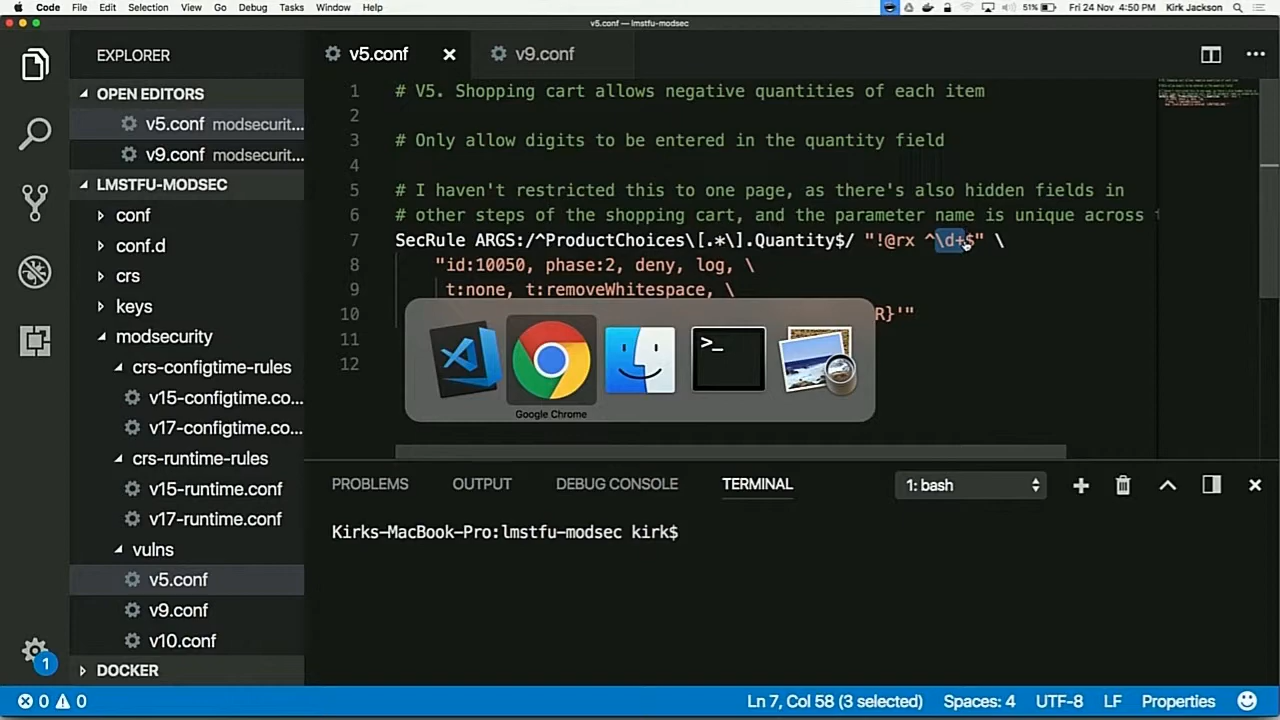 Code File Edit Selection View Go Debug Tasks Window Help 51% Fri 24 Nov 4:50 PM Kirk Jackson
v5.conf — lmstfu-modsec
EXPLORER
OPEN EDITORS
v5.conf modsecurit...
v9.conf modsecurit...
LMSTFU-MODSEC
conf
conf.d
crs
keys
modsecurity
crs-configtime-rules
v15-configtime.co...
v17-configtime.co...
crs-runtime-rules
v15-runtime.conf
v17-runtime.conf
vulns
v5.conf
v9.conf
v10.conf
DOCKER
1
v5.conf v9.conf
1 # V5. Shopping cart allows negative quantities of each item
2
3 # Only allow digits to be entered in the quantity field
4
5 # I haven't restricted this to one page, as there's also hidden fields in
6 # other steps of the shopping cart, and the parameter name is unique across
7 SecRule ARGS:/^ProductChoices\[.*\].Quantity$/ "!@rx ^\d+$" \
8 "id:10050, phase:2, deny, log, \
9 t:none, t:removeWhitespace, \
10 R}'"
11
12
Google Chrome
PROBLEMS OUTPUT DEBUG CONSOLE TERMINAL 1: bash
Kirks-MacBook-Pro:lmstfu-modsec kirk$
0 0 Ln 7, Col 58 (3 selected) Spaces: 4 UTF-8 LF Properties